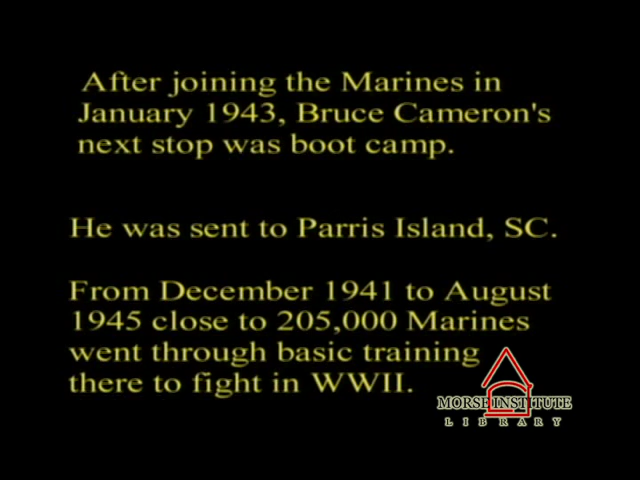 After joining the Marines in
January 1943, Bruce Cameron's
next stop was boot camp.
He was sent to Parris Island, SC.
From December 1941 to August
1945 close to 205,000 Marines
went through basic training
there to fight in WWII.
MORSE INSTITUTE
LIBRARY